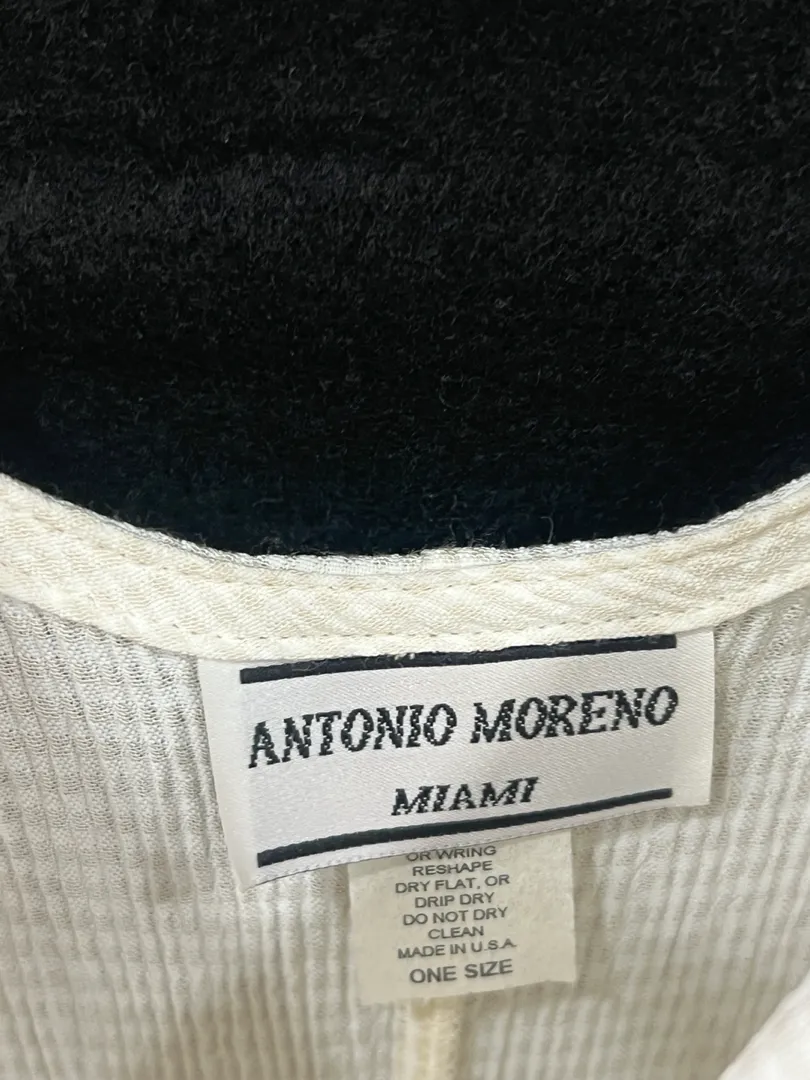 ANTONIO MORENO
MIAMI
OR WRING
RESHAPE
DRY FLAT, OR
DRIP DRY
DO NOT DRY
CLEAN
MADE IN U.S.A.
ONE SIZE